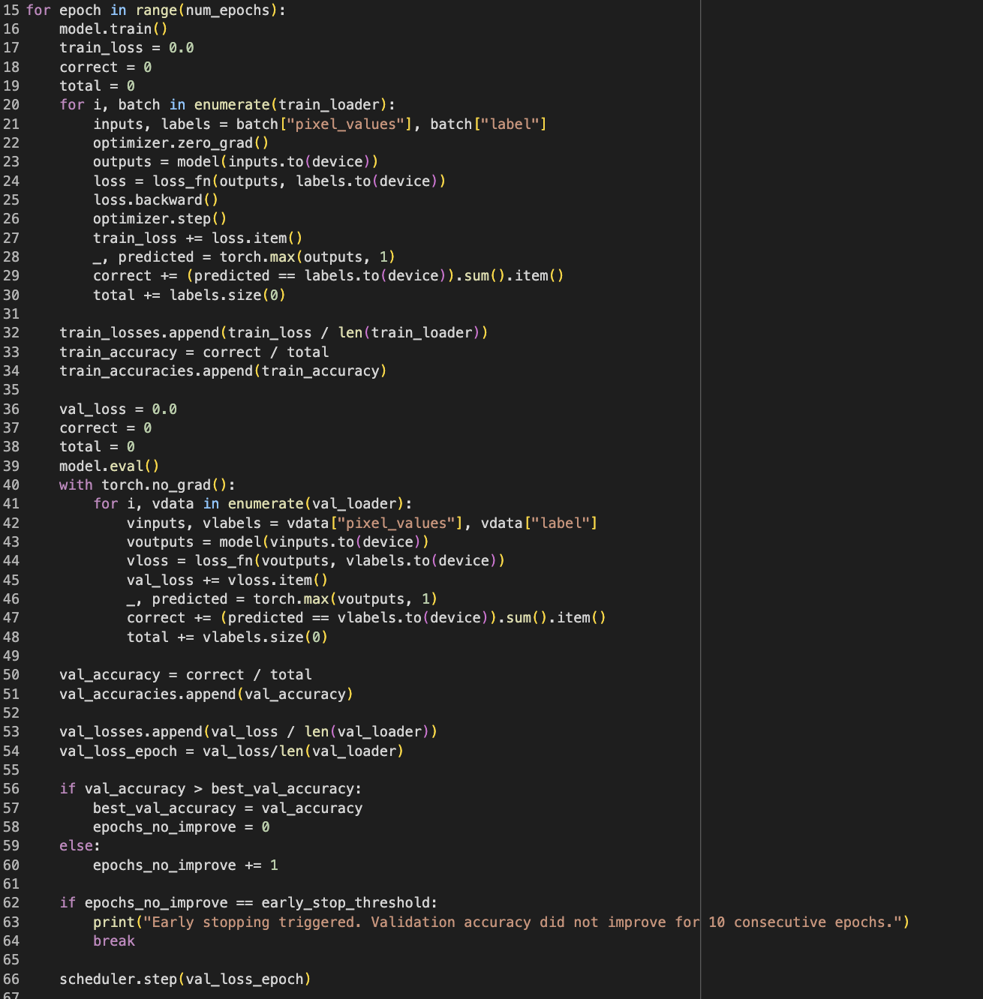 15 for epoch in range(num_epochs):
16     model.train()
17     train_loss = 0.0
18     correct = 0
19     total = 0
20     for i, batch in enumerate(train_loader):
21         inputs, labels = batch["pixel_values"], batch["label"]
22         optimizer.zero_grad()
23         outputs = model(inputs.to(device))
24         loss = loss_fn(outputs, labels.to(device))
25         loss.backward()
26         optimizer.step()
27         train_loss += loss.item()
28         _, predicted = torch.max(outputs, 1)
29         correct += (predicted == labels.to(device)).sum().item()
30         total += labels.size(0)
31
32     train_losses.append(train_loss / len(train_loader))
33     train_accuracy = correct / total
34     train_accuracies.append(train_accuracy)
35
36     val_loss = 0.0
37     correct = 0
38     total = 0
39     model.eval()
40     with torch.no_grad():
41         for i, vdata in enumerate(val_loader):
42             vinputs, vlabels = vdata["pixel_values"], vdata["label"]
43             voutputs = model(vinputs.to(device))
44             vloss = loss_fn(voutputs, vlabels.to(device))
45             val_loss += vloss.item()
46             _, predicted = torch.max(voutputs, 1)
47             correct += (predicted == vlabels.to(device)).sum().item()
48             total += vlabels.size(0)
49
50     val_accuracy = correct / total
51     val_accuracies.append(val_accuracy)
52
53     val_losses.append(val_loss / len(val_loader))
54     val_loss_epoch = val_loss/len(val_loader)
55
56     if val_accuracy > best_val_accuracy:
57         best_val_accuracy = val_accuracy
58         epochs_no_improve = 0
59     else:
60         epochs_no_improve += 1
61
62     if epochs_no_improve == early_stop_threshold:
63         print("Early stopping triggered. Validation accuracy did not improve for 10 consecutive epochs.")
64         break
65
66     scheduler.step(val_loss_epoch)
67